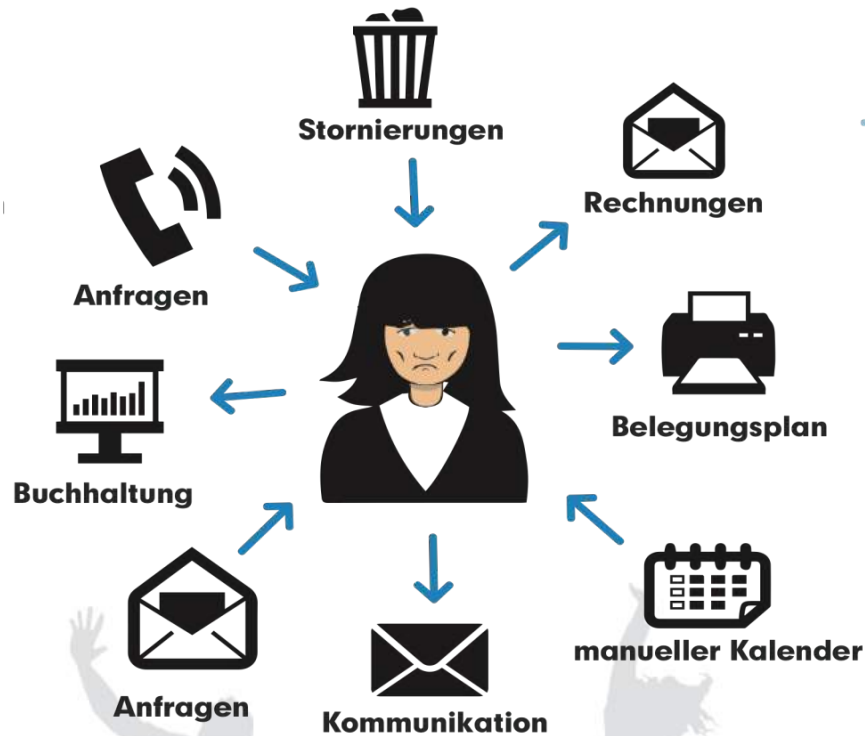 Stornierungen
Rechnungen
Anfragen
Belegungsplan
Buchhaltung
manueller Kalender
Anfragen
Kommunikation